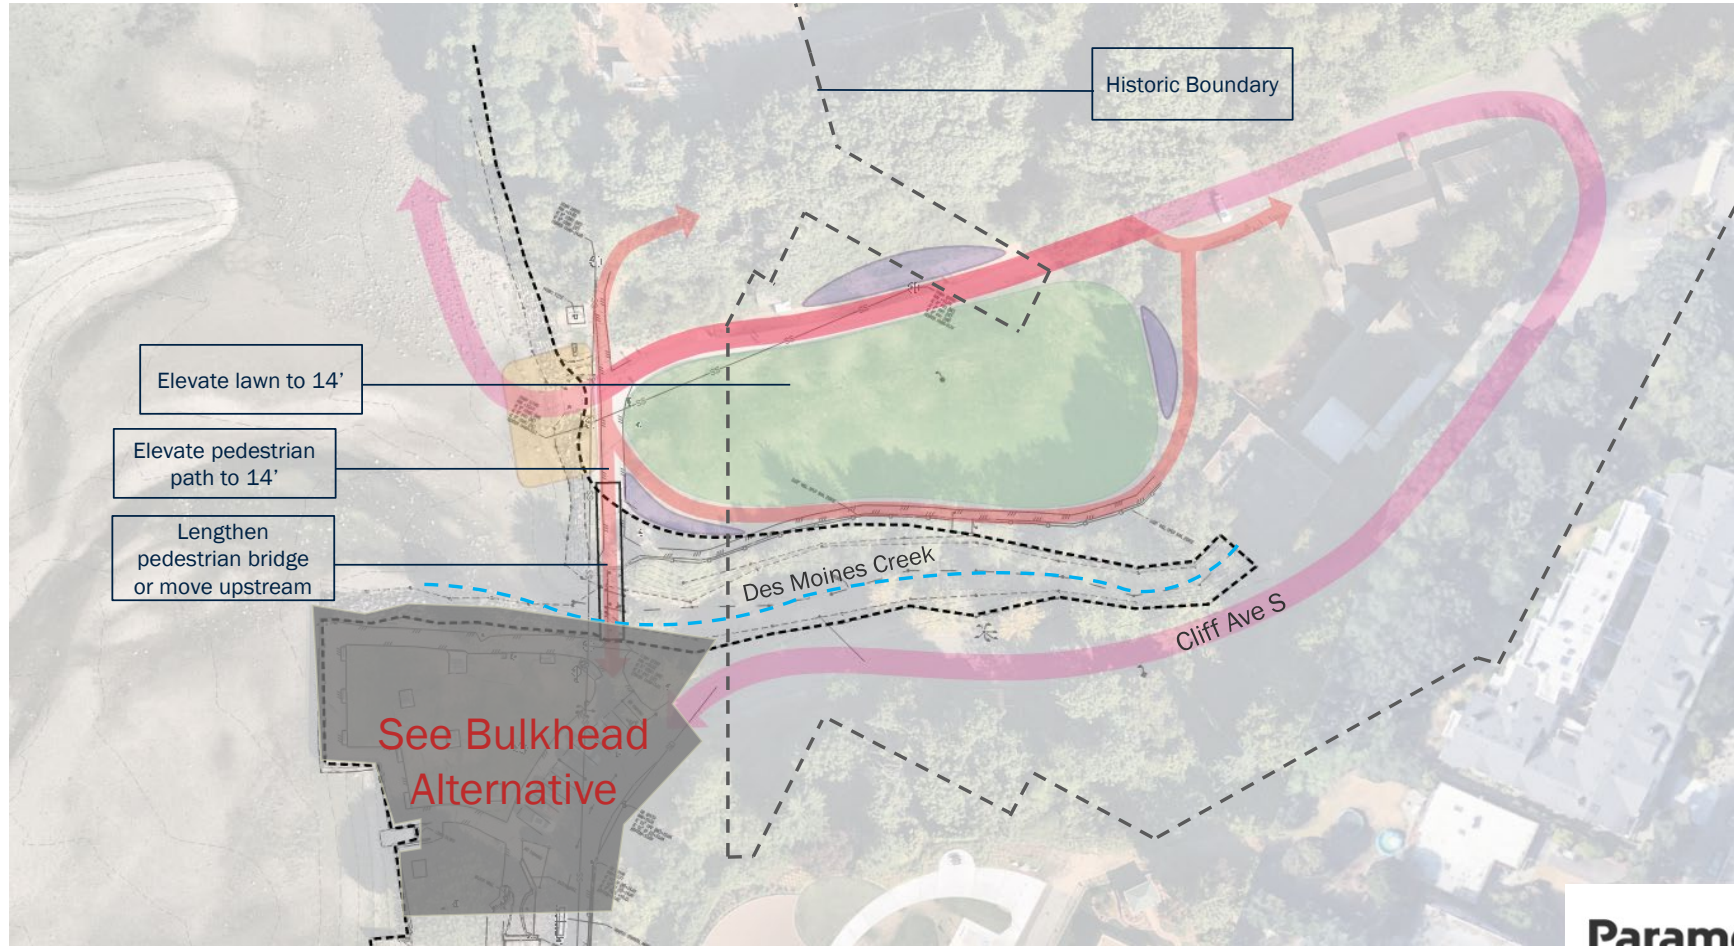 Historic Boundary
Elevate lawn to 14’
Elevate pedestrian
path to 14’
Lengthen
pedestrian bridge
or move upstream
Des Moines Creek
Cliff Ave S
See Bulkhead
Alternative